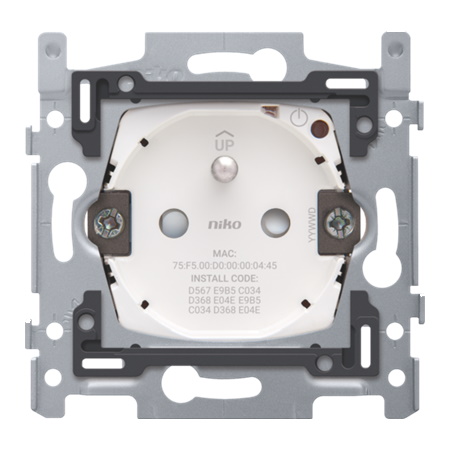 UP
niko
YYWWD
MAC:
75:F5.00:D0:00:00:04:45
INSTALL CODE:
D567 E9B5 C034
D368 E04E E9B5
C034 D368 E04E